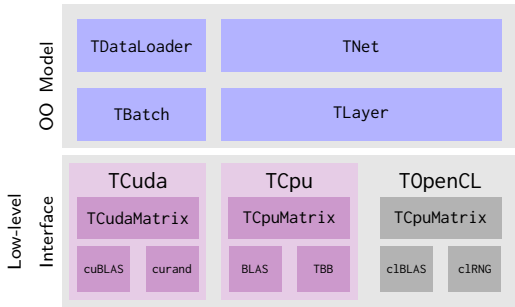 OO Model
TDataLoader
TNet
TBatch
TLayer
Low-level
Interface
TCuda
TCpu
TOpenCL
TCudaMatrix
TCpuMatrix
TCpuMatrix
cuBLAS
curand
BLAS
TBB
clBLAS
clRNG